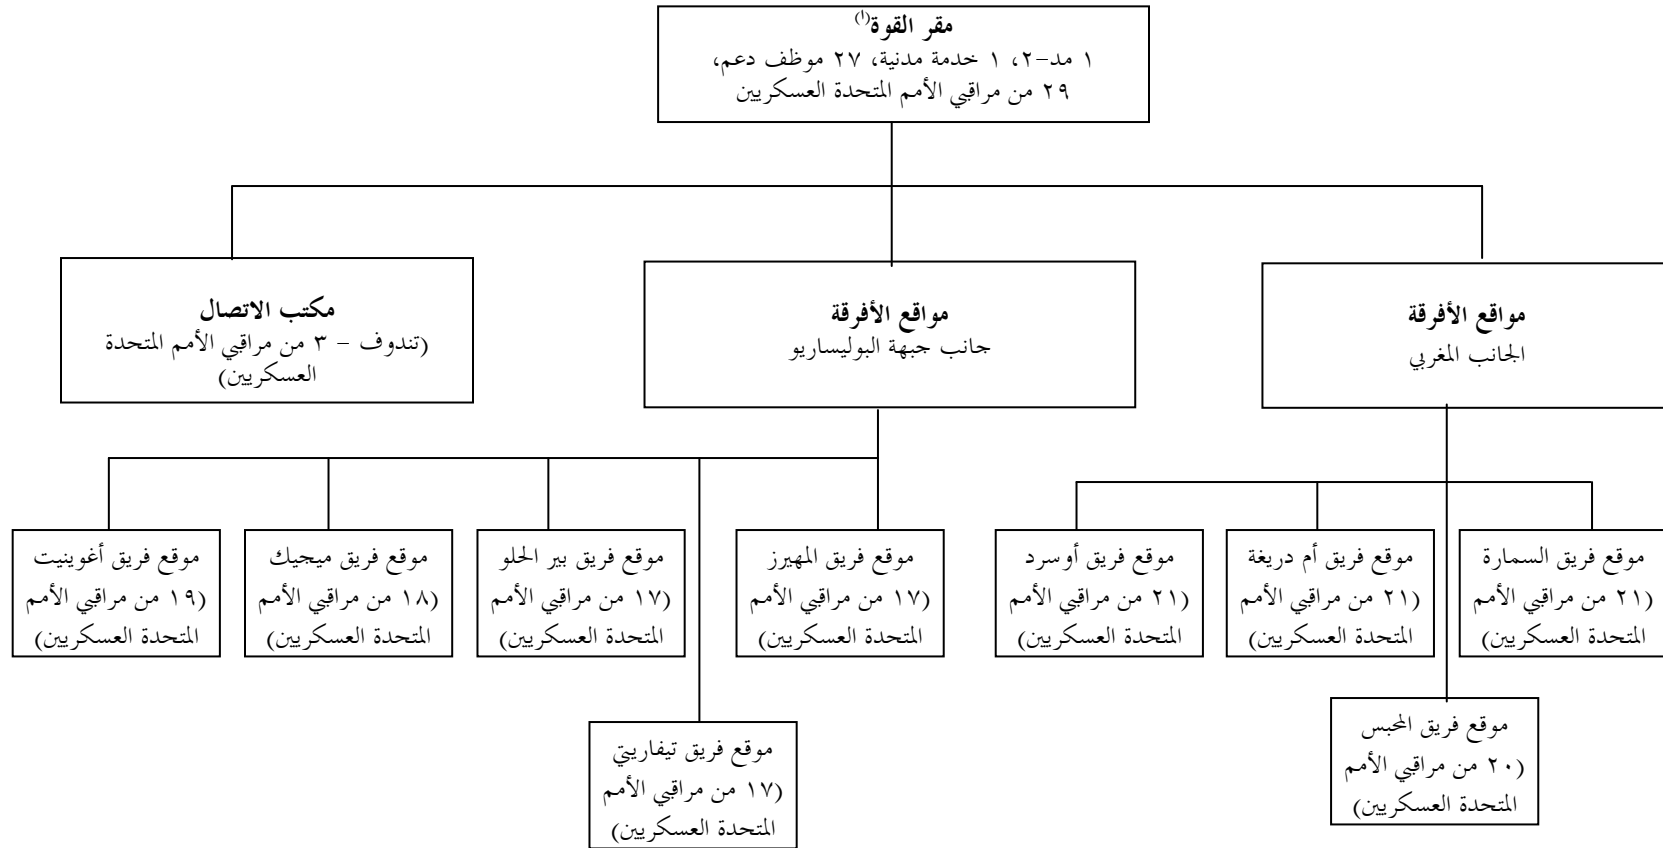 مقر القوة(ا)
١ مد-٢، ١ خدمة مدنية، ٢٧ موظف دعم،
٢٩ من مراقبي الأمم المتحدة العسكريين
مواقع الأفرقة
الجانب المغربي
مواقع الأفرقة
جانب جبهة البوليساريو
مكتب الاتصال
(تندوف - ٣ من مراقبي الأمم المتحدة
العسكريين)
موقع فريق السمارة
(٢١ من مراقبي الأمم
المتحدة العسكريين)
موقع فريق أم دريغة
(٢١ من مراقبي الأمم
المتحدة العسكريين)
موقع فريق أوسرد
(٢١ من مراقبي الأمم
المتحدة العسكريين)
موقع فريق المهيرز
(١٧ من مراقبي الأمم
المتحدة العسكريين)
موقع فريق بير الحلو
(١٧ من مراقبي الأمم
المتحدة العسكريين)
موقع فريق ميجيك
(١٨ من مراقبي الأمم
المتحدة العسكريين)
موقع فريق أغوينيت
(١٩ من مراقبي الأمم
المتحدة العسكريين)
موقع فريق المحبس
(٢٠ من مراقبي الأمم
المتحدة العسكريين)
موقع فريق تيفاريتي
(١٧ من مراقبي الأمم
المتحدة العسكريين)